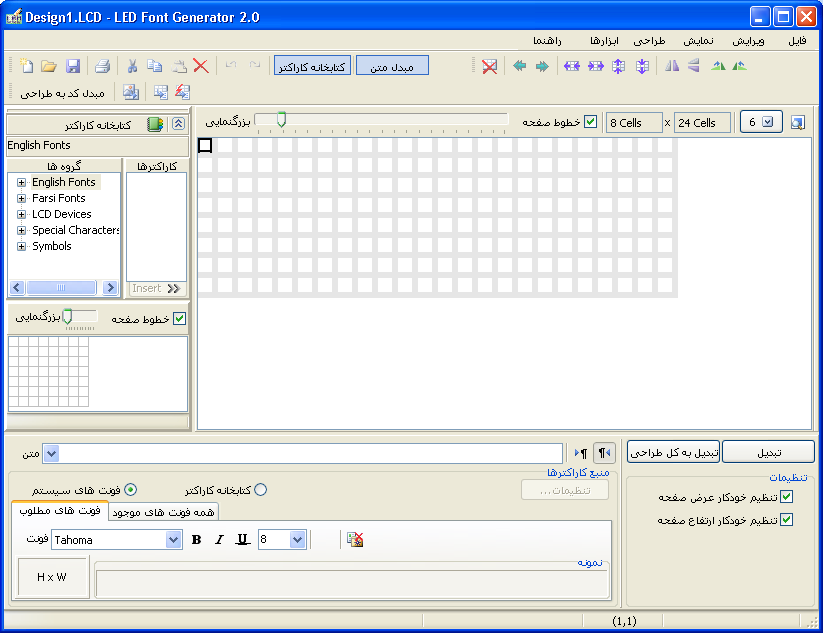 Design1.LCD - LED Font Generator 2.0
فایل ویرایش نمایش طراحی ابزارها راهنما
کتابخانه کاراکتر مبدل متن
مبدل کد به طراحی
کتابخانه کاراکتر
بزرگنمایی خطوط صفحه 8 Cells x 24 Cells 6
English Fonts
گروه ها کاراکترها
English Fonts
Farsi Fonts
LCD Devices
Special Characters
Symbols
Insert
بزرگنمایی خطوط صفحه
متن
تبدیل به کل طراحی تبدیل
منبع کاراکترها
فونت های سیستم کتابخانه کاراکتر تنظیمات...
تنظیمات
تنظیم خودکار عرض صفحه
تنظیم خودکار ارتفاع صفحه
فونت های مطلوب همه فونت های موجود
فونت Tahoma B I U 8
نمونه
H x W
(1,1)